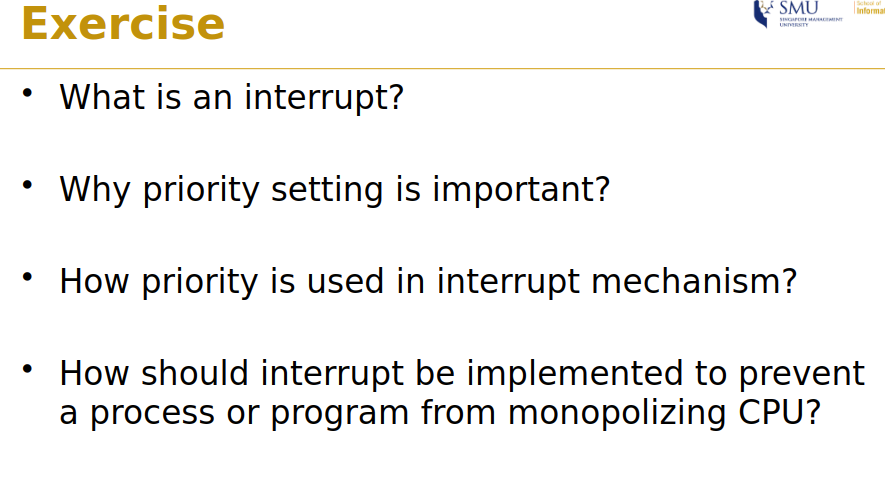 Exercise
SMU
SINGAPORE MANAGEMENT
UNIVERSITY
School of
• What is an interrupt?
• Why priority setting is important?
• How priority is used in interrupt mechanism?
• How should interrupt be implemented to prevent
a process or program from monopolizing CPU?